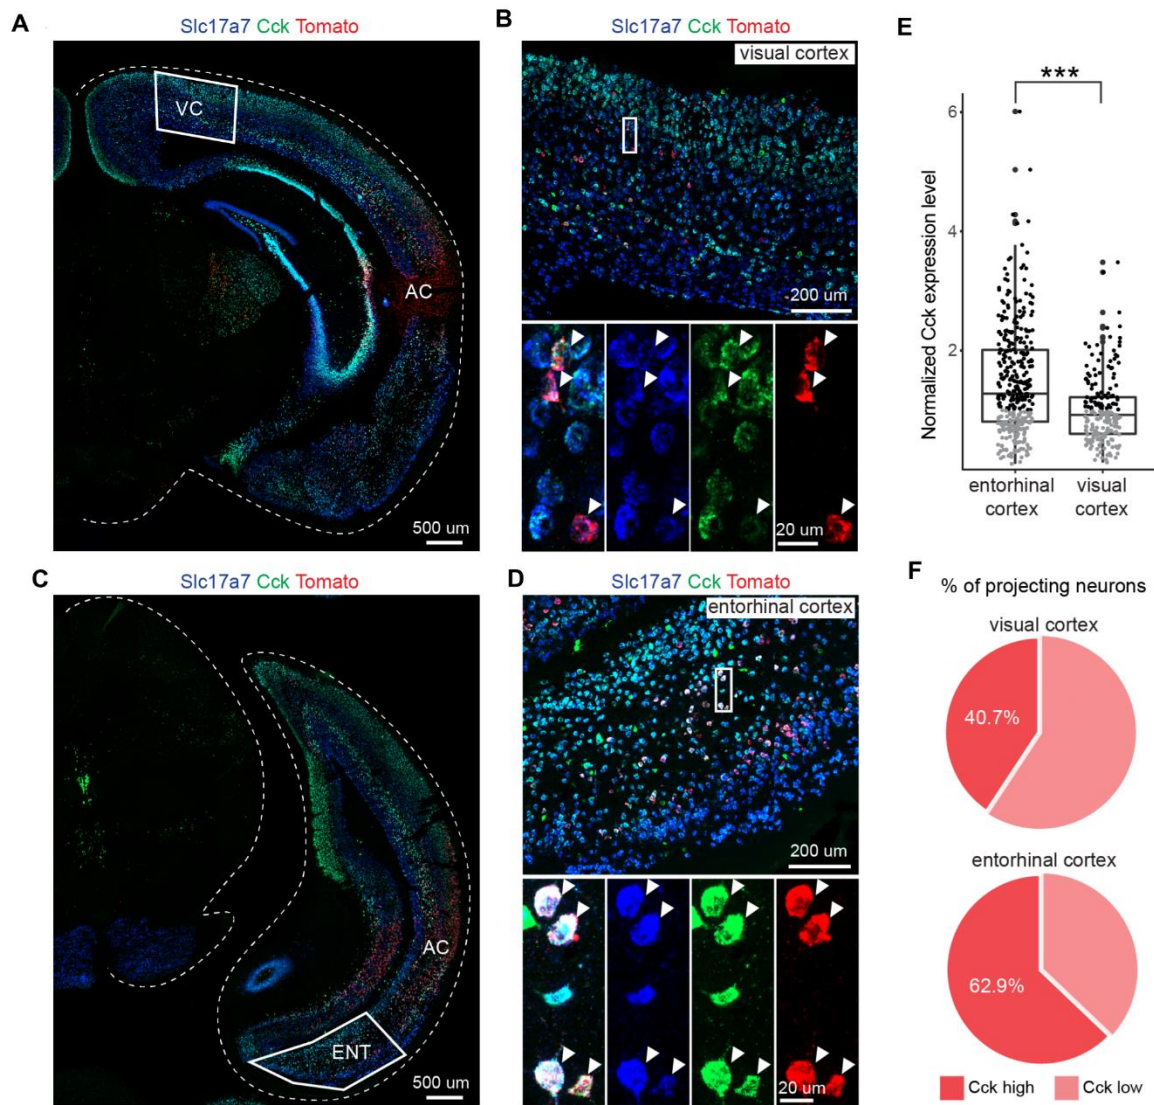 A
Slc17a7 Cck Tomato
VC
AC
500 um
B
Slc17a7 Cck Tomato
visual cortex
200 um
20 um
E
***
Normalized Cck expression level
6
4
2
entorhinal
cortex
visual
cortex
C
Slc17a7 Cck Tomato
AC
ENT
500 um
D
Slc17a7 Cck Tomato
entorhinal cortex
200 um
20 um
F
% of projecting neurons
visual cortex
40.7%
entorhinal cortex
62.9%
Cck high
Cck low